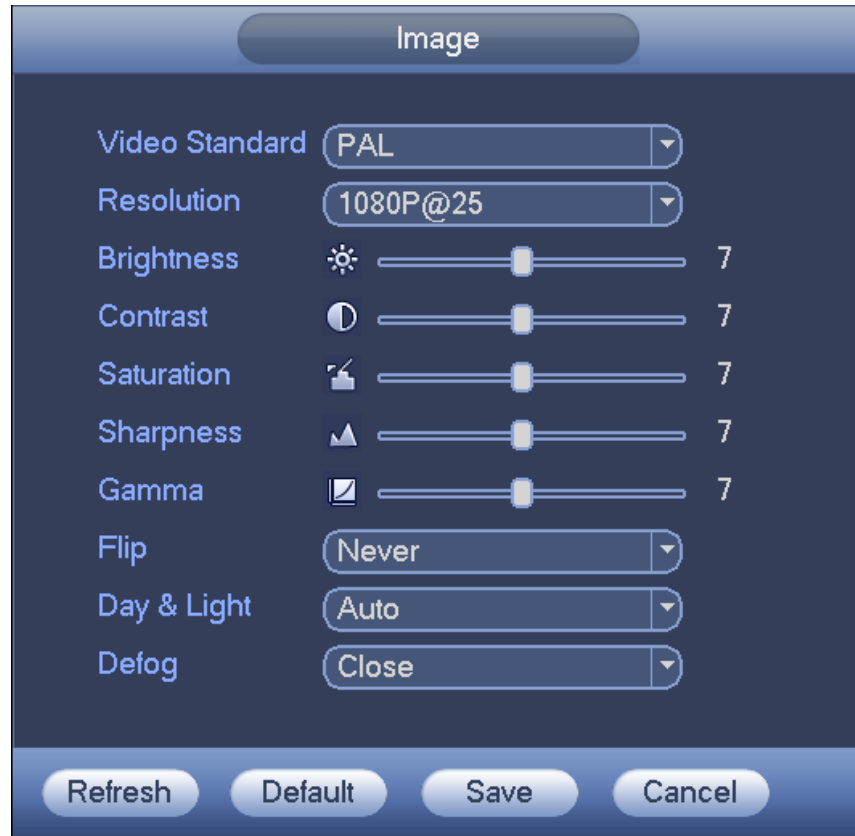 Image
Video Standard PAL
Resolution 1080P@25
Brightness 7
Contrast 7
Saturation 7
Sharpness 7
Gamma 7
Flip Never
Day & Light Auto
Defog Close
Refresh Default Save Cancel